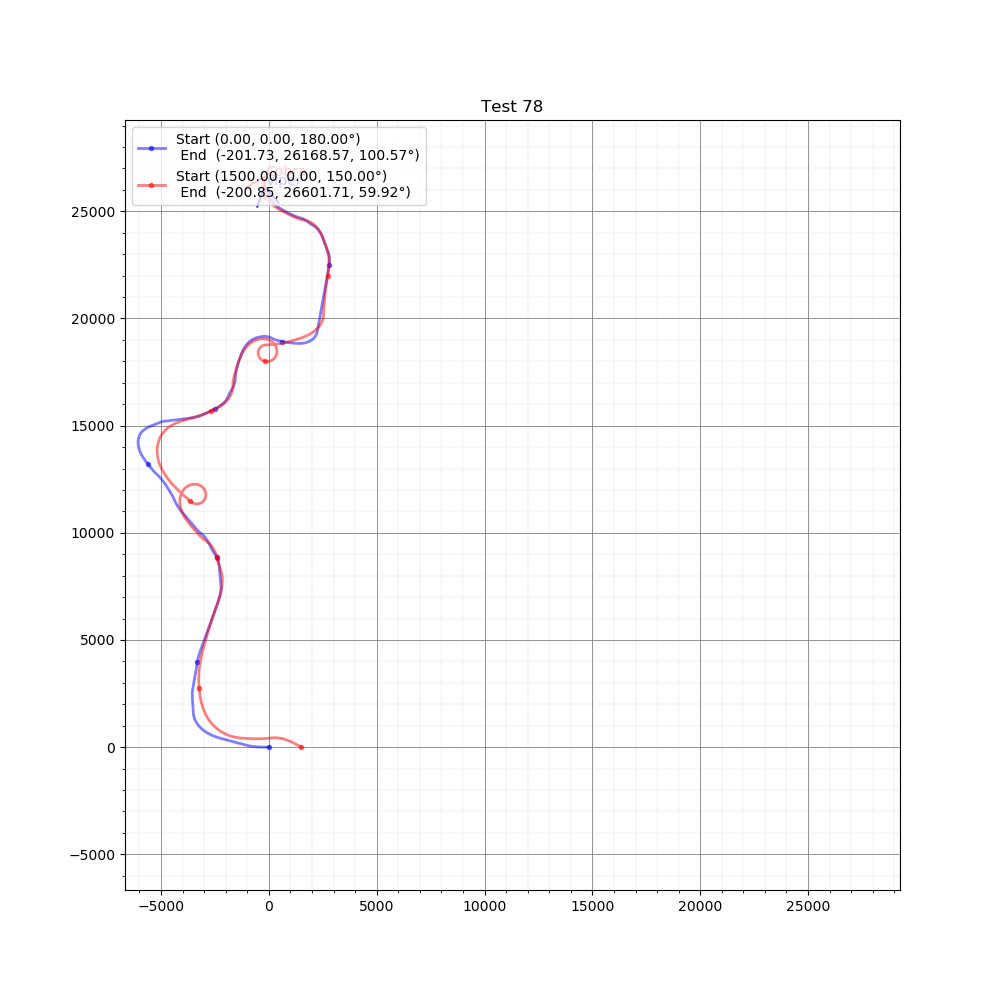 Test 78
Start (0.00, 0.00, 180.00°)
End (-201.73, 26168.57, 100.57°)
Start (1500.00, 0.00, 150.00°)
End (-200.85, 26601.71, 59.92°)
Cobra
Viper
25000
20000
15000
10000
5000
0
−5000
−5000 0 5000 10000 15000 20000 25000